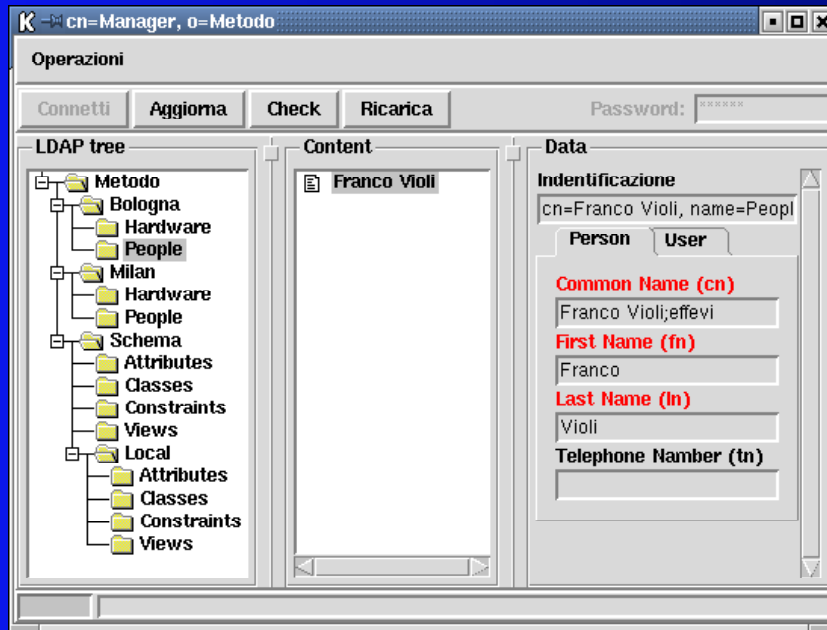 K cn=Manager, o=Metodo
Operazioni
Connetti Aggiorna Check Ricarica Password: ******
LDAP tree
Metodo
Bologna
Hardware
People
Milan
Hardware
People
Schema
Attributes
Classes
Constraints
Views
Local
Attributes
Classes
Constraints
Views
Content
Franco Violi
Data
Indentificazione
cn=Franco Violi, name=Peopl
Person User
Common Name (cn)
Franco Violi;effevi
First Name (fn)
Franco
Last Name (ln)
Violi
Telephone Namber (tn)